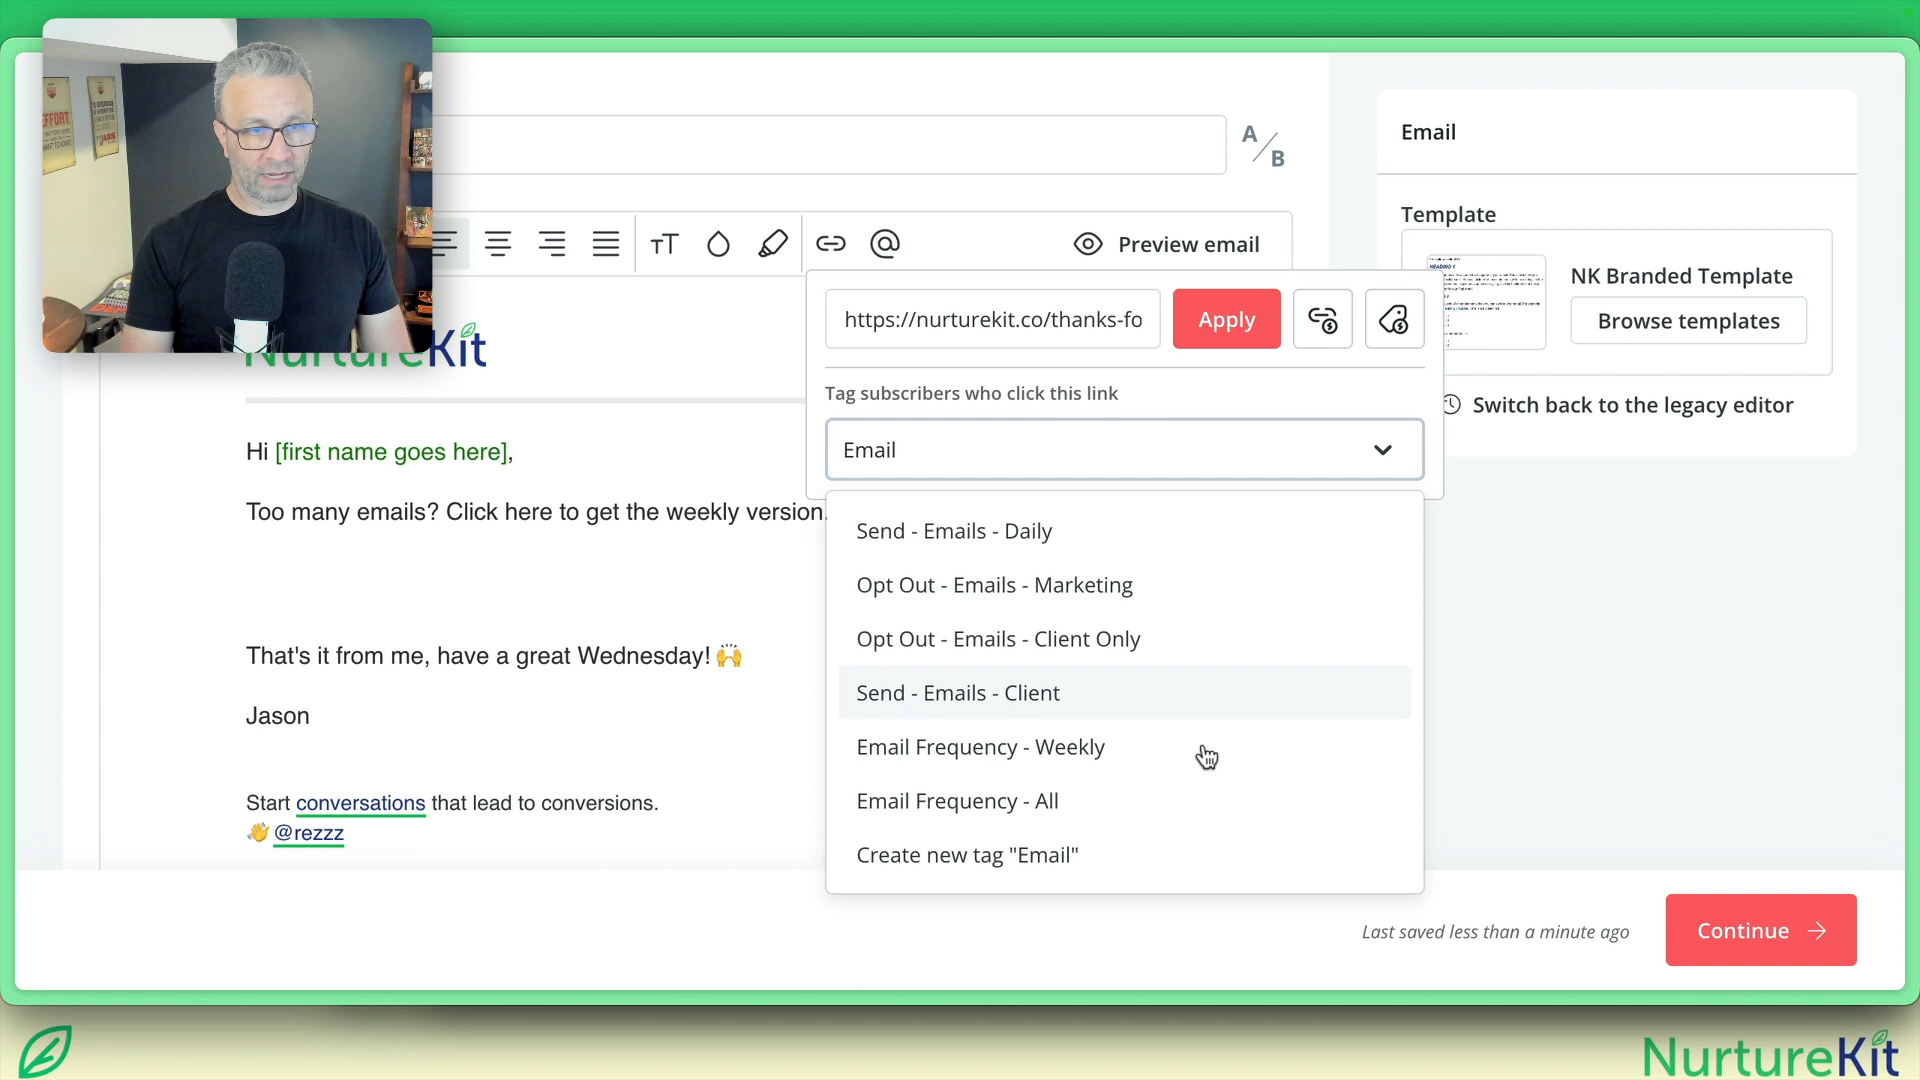 EFFORT
A
B
Preview email
Email
Template
NK Branded Template
Browse templates
Switch back to the legacy editor
https://nurturekit.co/thanks-fo
Apply
Tag subscribers who click this link
Email
Send - Emails - Daily
Opt Out - Emails - Marketing
Opt Out - Emails - Client Only
Send - Emails - Client
Email Frequency - Weekly
Email Frequency - All
Create new tag "Email"
NurtureKit
Hi [first name goes here],
Too many emails? Click here to get the weekly version.
That's it from me, have a great Wednesday! 🙌
Jason
Start conversations that lead to conversions.
👋 @rezzz
Last saved less than a minute ago
Continue
NurtureKit